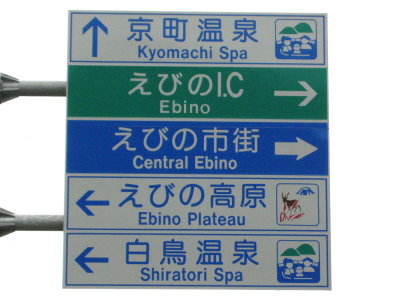 京町温泉
Kyomachi Spa
えびのI.C
Ebino
えびの市街
Central Ebino
えびの高原
Ebino Plateau
白鳥温泉
Shiratori Spa